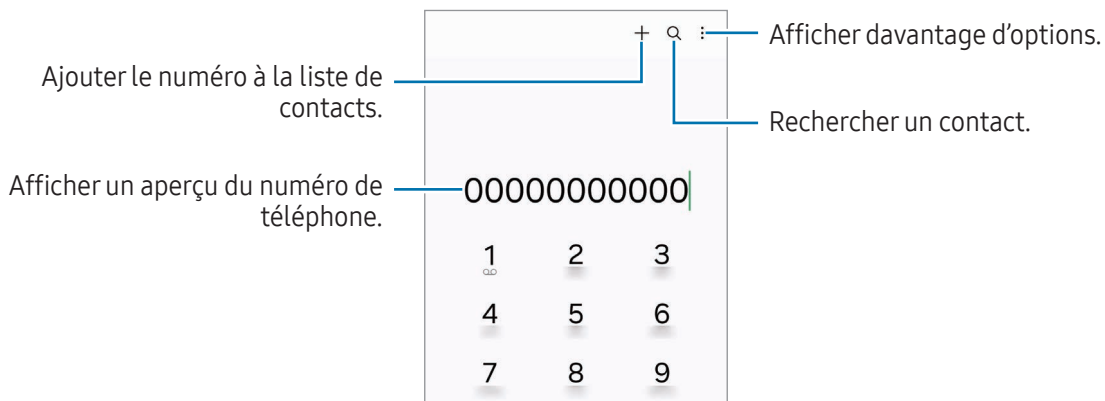 Afficher davantage d'options.
Ajouter le numéro à la liste de
contacts.
Rechercher un contact.
Afficher un aperçu du numéro de
téléphone.
00000000000
1 2 3
4 5 6
7 8 9